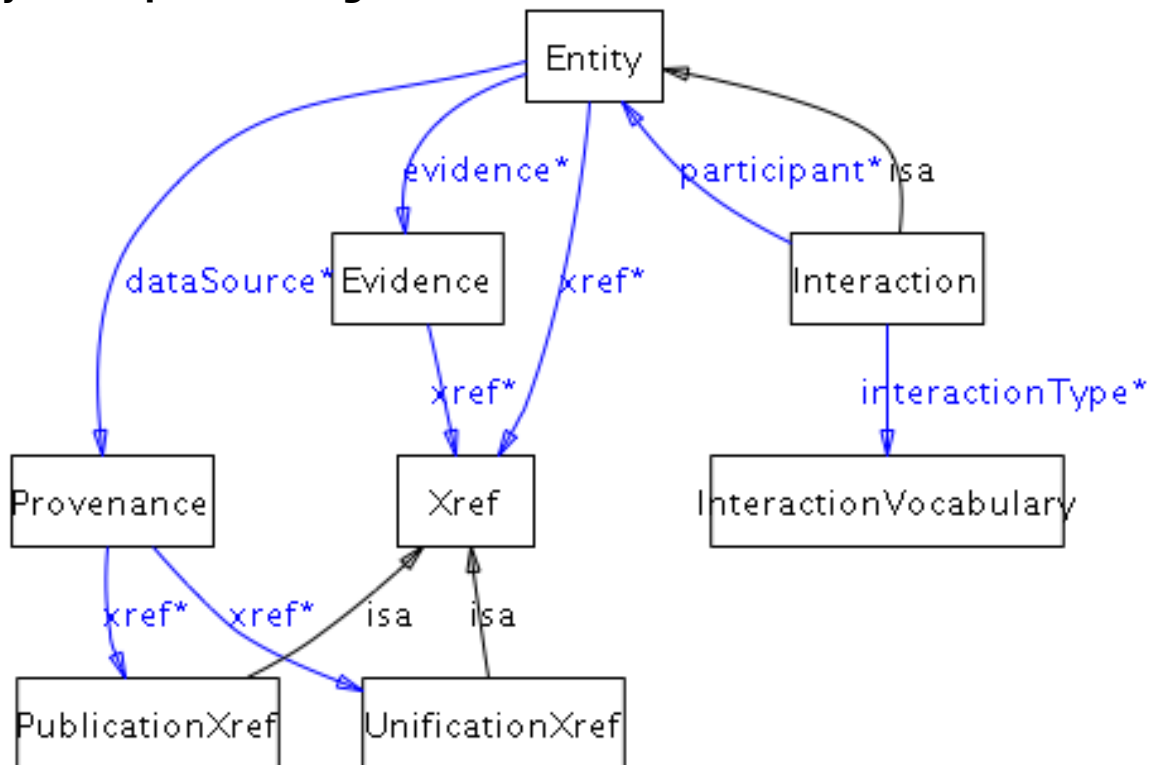 Entity
evidence*
participant*
isa
dataSource*
Evidence
xref*
Interaction
xref*
interactionType*
Provenance
Xref
InteractionVocabulary
xref*
xref*
isa
isa
PublicationXref
UnificationXref